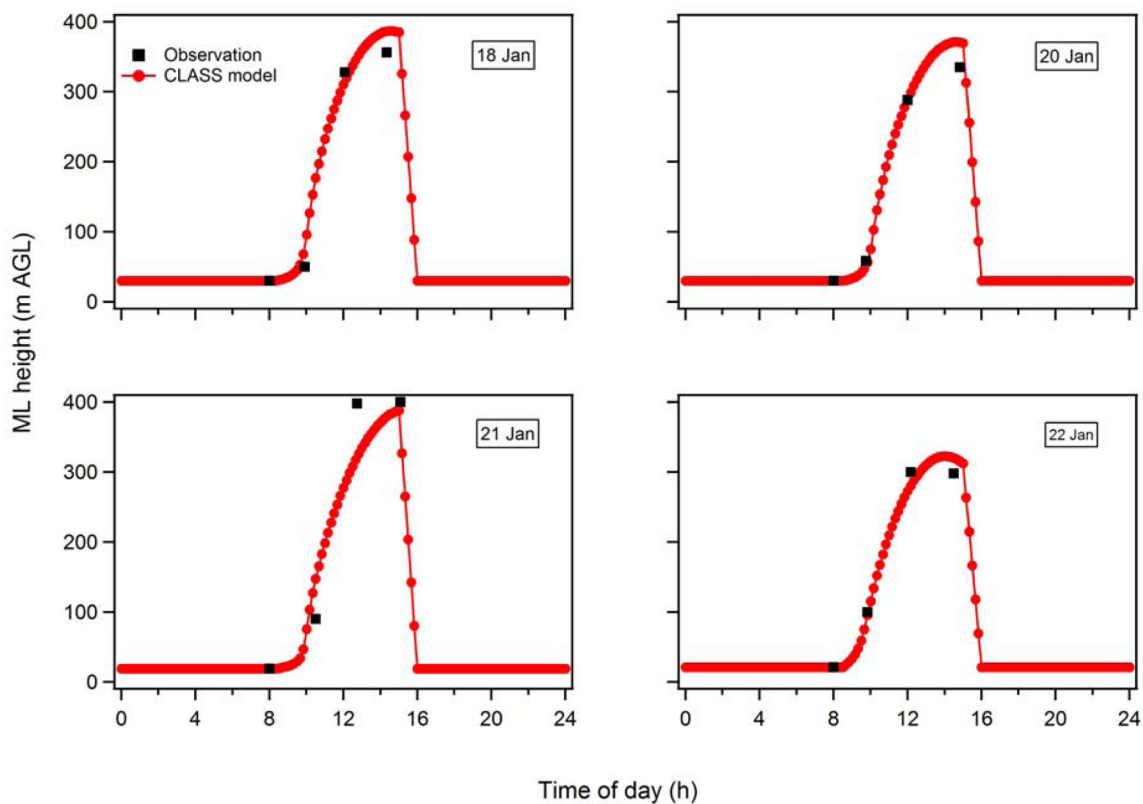 400
300
200
100
0
Observation
CLASS model
18 Jan
20 Jan
ML height (m AGL)
400
300
200
100
0
21 Jan
22 Jan
0 4 8 12 16 20 24
0 4 8 12 16 20 24
Time of day (h)